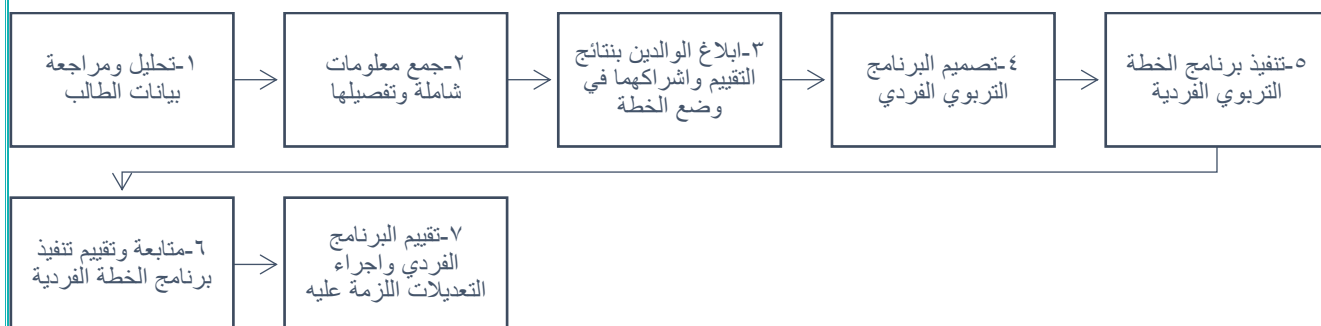 ١-تحليل ومراجعة
بيانات الطالب
٢-جمع معلومات
شاملة وتفصيلها
٣-ابلاغ الوالدين بنتائج
التقييم واشراكهما في
وضع الخطة
٤-تصميم البرنامج
التربوي الفردي
٥-تنفيذ برنامج الخطة
التربوي الفردية
٦-متابعة وتقييم تنفيذ
برنامج الخطة الفردية
٧-تقييم البرنامج
الفردي واجراء
التعديلات اللزمة عليه